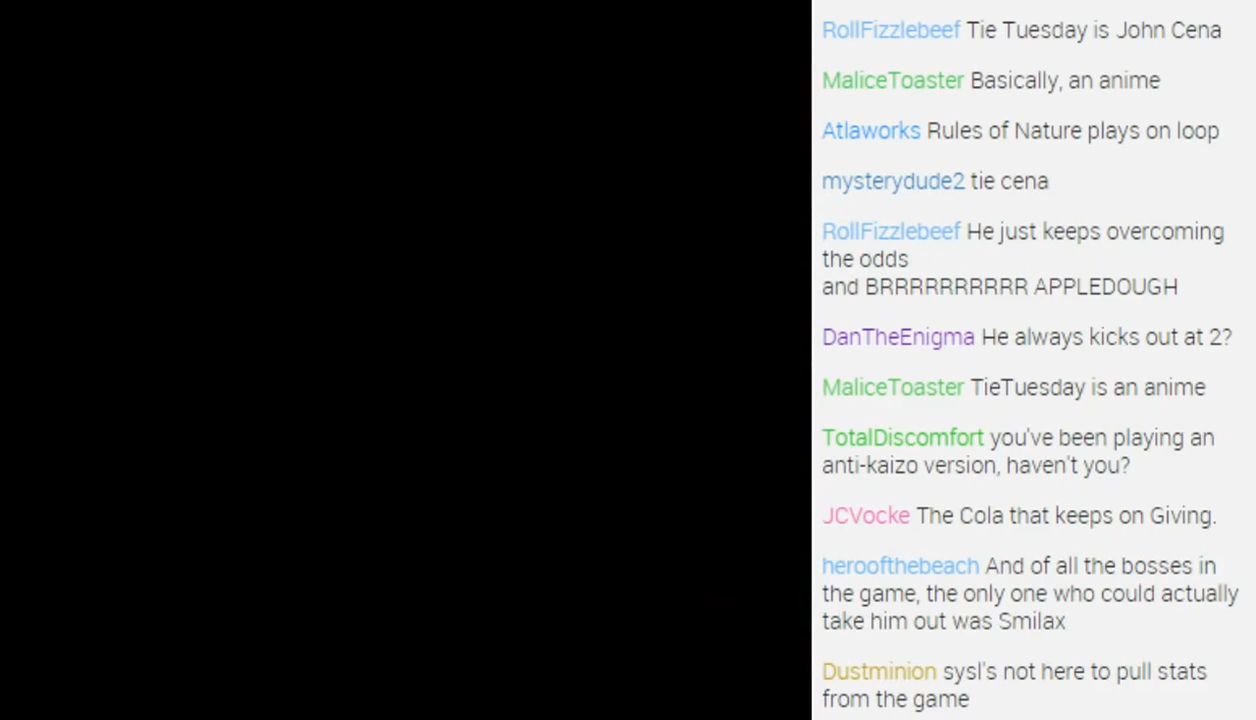 RollFizzlebeef Tie Tuesday is John Cena
MaliceToaster Basically, an anime
Atlaworks Rules of Nature plays on loop
mysterydude2 tie cena
RollFizzlebeef He just keeps overcoming
the odds
and BRRRRRRRRRR APPLEDOUGH
DanTheEnigma He always kicks out at 2?
MaliceToaster TieTuesday is an anime
TotalDiscomfort you've been playing an
anti-kaizo version, haven't you?
JCVocke The Cola that keeps on Giving.
heroofthebeach And of all the bosses in
the game, the only one who could actually
take him out was Smilax
Dustminion sysl's not here to pull stats
from the game